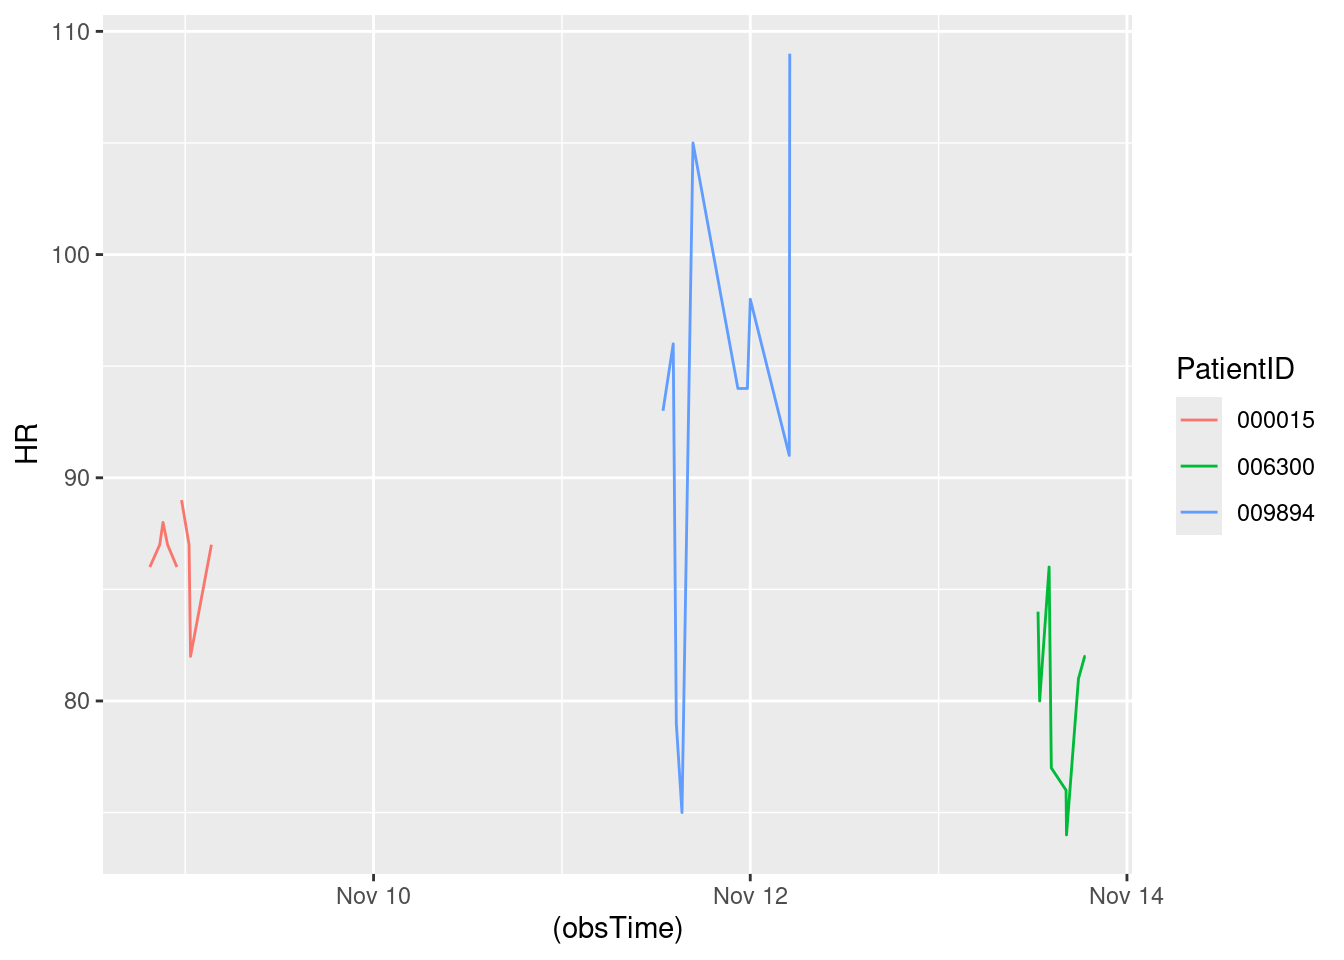 110
100
90
80
HR
Nov 10
Nov 12
Nov 14
(obsTime)
PatientID
000015
006300
009894